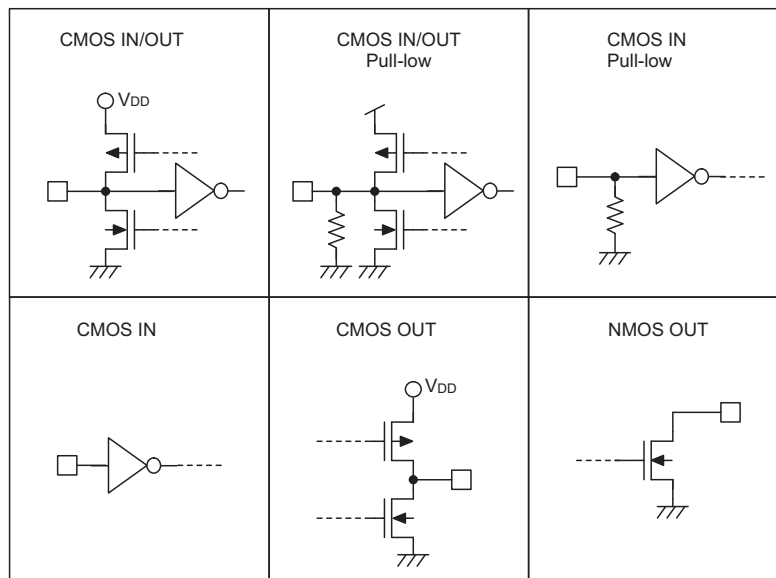 CMOS IN/OUT
VDD
CMOS IN/OUT
Pull-low
CMOS IN
Pull-low
CMOS IN
CMOS OUT
VDD
NMOS OUT